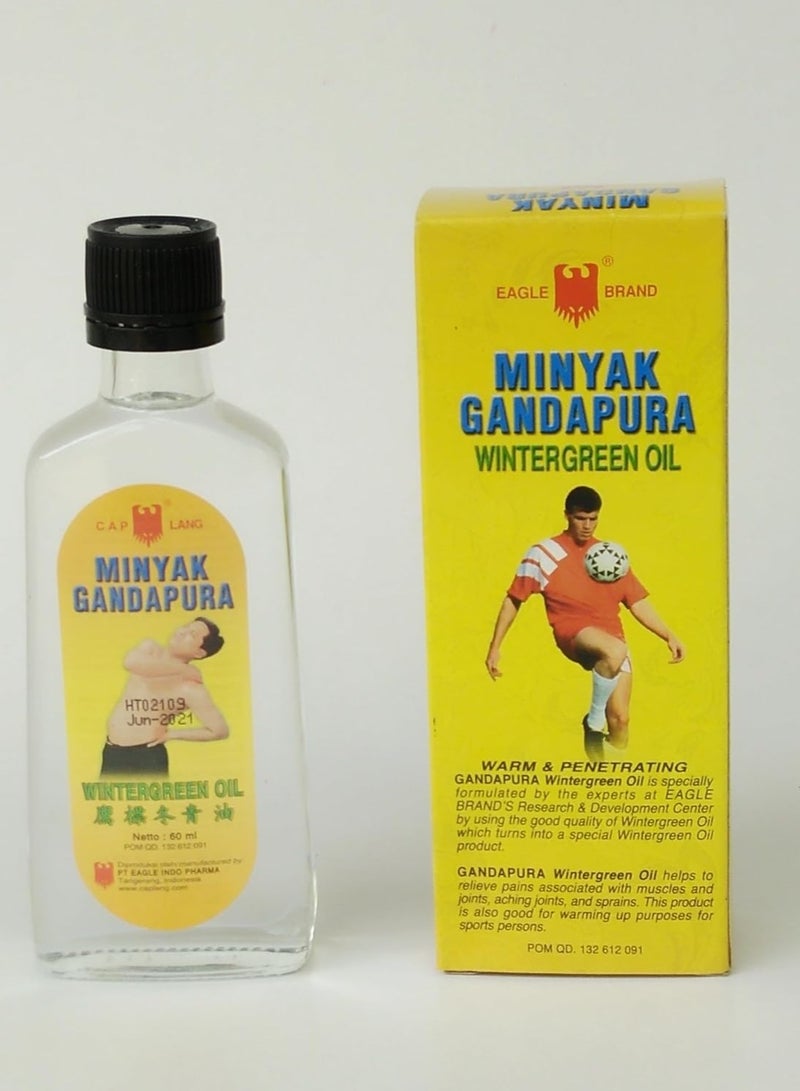 C A P LANG
MINYAK
GANDAPURA
HT02109
Jun-2021
WINTERGREEN OIL
鷹標冬青油
Netto : 60 ml
POM QD. 132 612 091
Diproduksi oleh/manufactured by
PT EAGLE INDO PHARMA
Tangerang, Indonesia
www.caplang.com
MINYAK
GANDAPURA
EAGLE BRAND ®
MINYAK
GANDAPURA
WINTERGREEN OIL
WARM & PENETRATING
GANDAPURA Wintergreen Oil is specially
formulated by the experts at EAGLE
BRAND'S Research & Development Center
by using the good quality of Wintergreen Oil
which turns into a special Wintergreen Oil
product.
GANDAPURA Wintergreen Oil helps to
relieve pains associated with muscles and
joints, aching joints, and sprains. This product
is also good for warming up purposes for
sports persons.
POM QD. 132 612 091